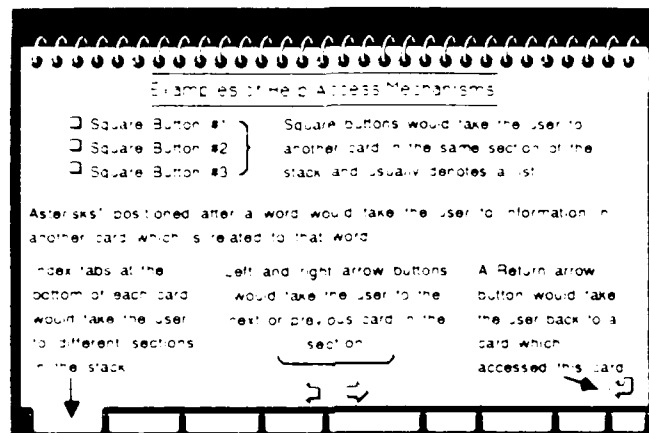 Examples of Help Access Mechanisms
Square Button #1
Square Button #2
Square Button #3
Square buttons would take the user to
another card in the same section of the
stack and usually denotes a list
Asterisks* positioned after a word would take the user to information in
another card which is related to that word
Index tabs at the
bottom of each card
would take the user
to different sections
in the stack
Left and right arrow buttons
would take the user to the
next or previous card in the
section
A Return arrow
button would take
the user back to a
card which
accessed this card